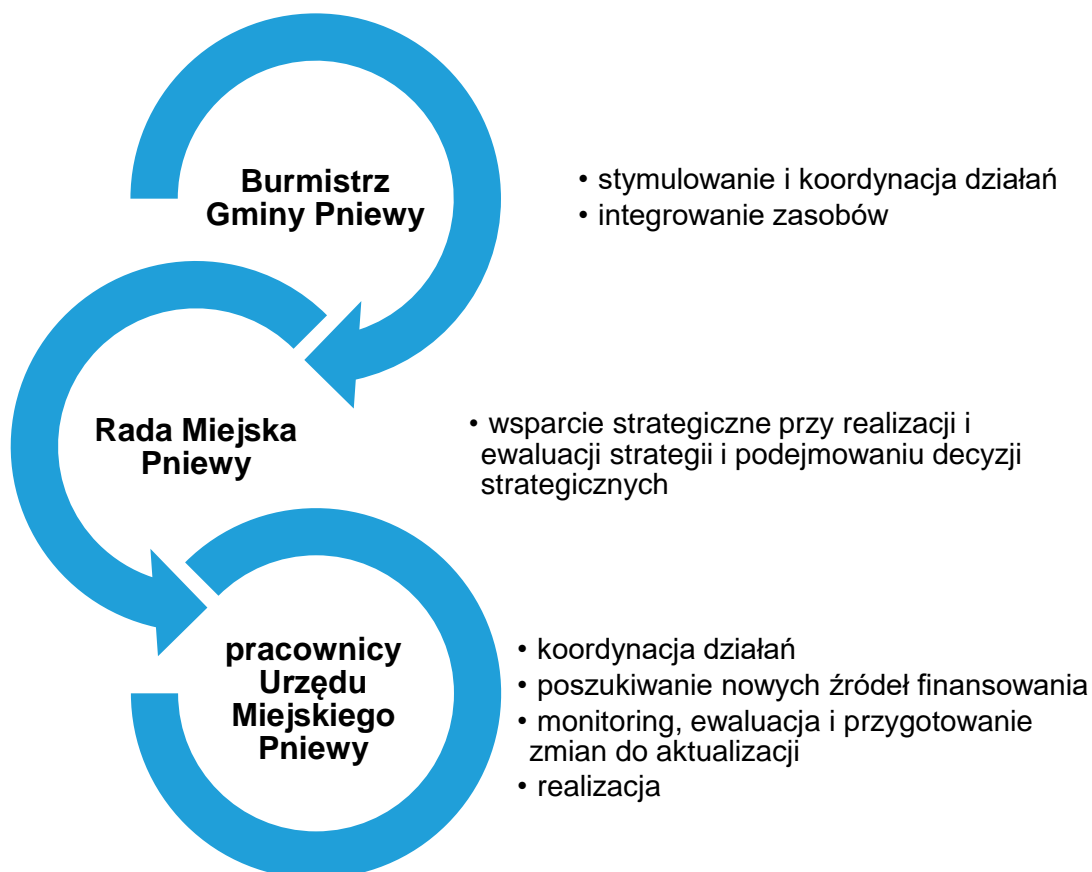 Burmistrz
Gminy Pniewy
• stymulowanie i koordynacja działań
• integrowanie zasobów
Rada Miejska
Pniewy
• wsparcie strategiczne przy realizacji i
ewaluacji strategii i podejmowaniu decyzji
strategicznych
pracownicy
Urzędu
Miejskiego
Pniewy
• koordynacja działań
• poszukiwanie nowych źródeł finansowania
• monitoring, ewaluacja i przygotowanie
zmian do aktualizacji
• realizacja